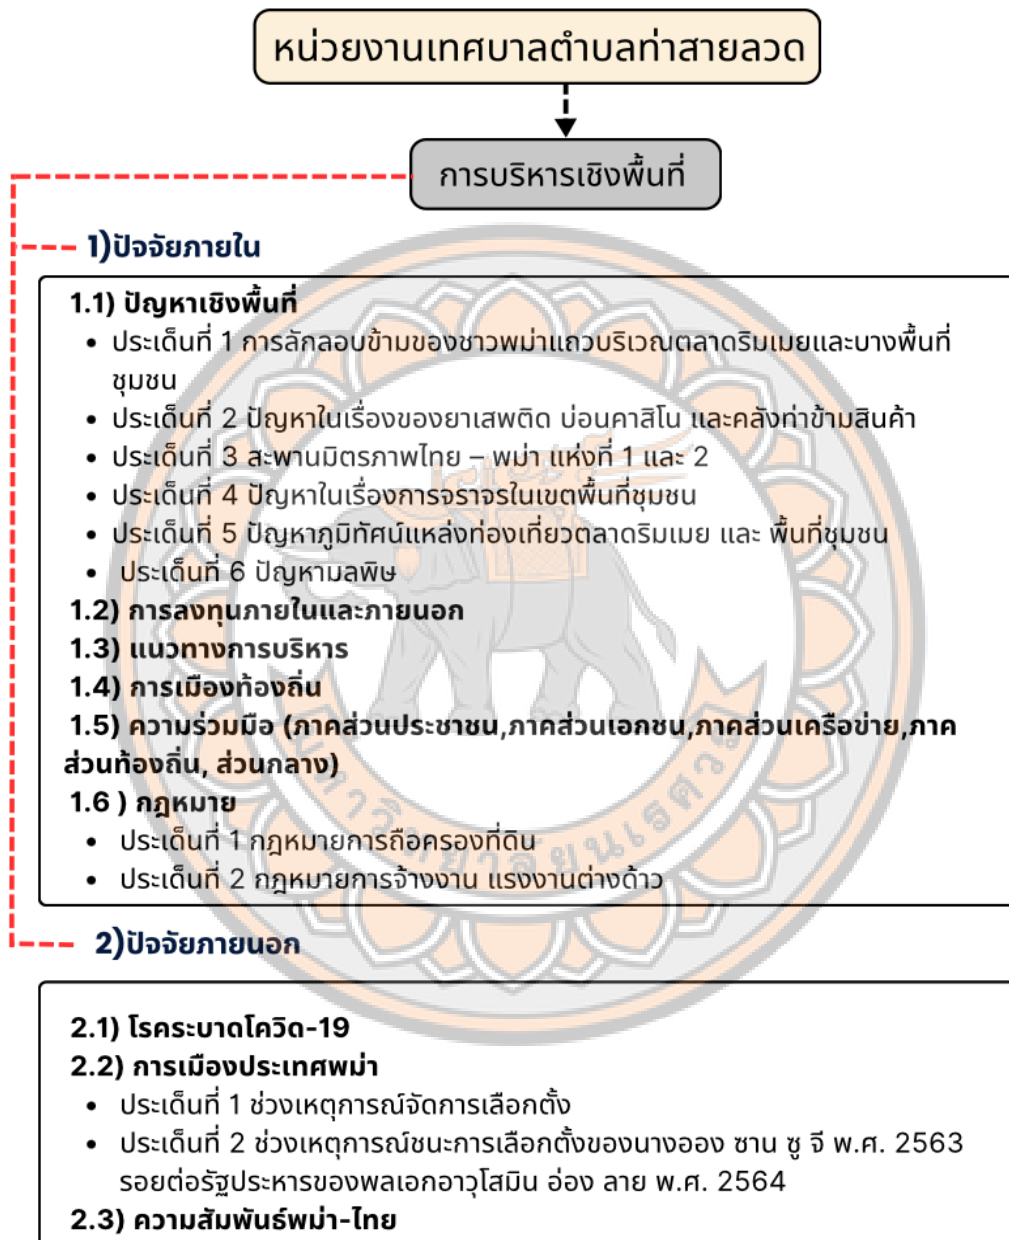 หน่วยงานเทศบาลตำบลท่าสายลวด
การบริหารเชิงพื้นที่
1)ปัจจัยภายใน
1.1) ปัญหาเชิงพื้นที่
• ประเด็นที่ 1 การลักลอบข้ามของชาวพม่าแถวบริเวณตลาดริมเมยและบางพื้นที่
ชุมชน
• ประเด็นที่ 2 ปัญหาในเรื่องของยาเสพติด บ่อนคาสิโน และคลังท่าข้ามสินค้า
• ประเด็นที่ 3 สะพานมิตรภาพไทย – พม่า แห่งที่ 1 และ 2
• ประเด็นที่ 4 ปัญหาในเรื่องการจราจรในเขตพื้นที่ชุมชน
• ประเด็นที่ 5 ปัญหาภูมิทัศน์แหล่งท่องเที่ยวตลาดริมเมย และ พื้นที่ชุมชน
• ประเด็นที่ 6 ปัญหามลพิษ
1.2) การลงทุนภายในและภายนอก
1.3) แนวทางการบริหาร
1.4) การเมืองท้องถิ่น
1.5) ความร่วมมือ (ภาคส่วนประชาชน,ภาคส่วนเอกชน,ภาคส่วนเครือข่าย,ภาค
ส่วนท้องถิ่น, ส่วนกลาง)
1.6 ) กฎหมาย
• ประเด็นที่ 1 กฎหมายการถือครองที่ดิน
• ประเด็นที่ 2 กฎหมายการจ้างงาน แรงงานต่างด้าว
มหาวิทยาลัยนเรศวร
2)ปัจจัยภายนอก
2.1) โรคระบาดโควิด-19
2.2) การเมืองประเทศพม่า
• ประเด็นที่ 1 ช่วงเหตุการณ์จัดการเลือกตั้ง
• ประเด็นที่ 2 ช่วงเหตุการณ์ชนะการเลือกตั้งของนางออง ซาน ซู จี พ.ศ. 2563
รอยต่อรัฐประหารของพลเอกอาวุโสมิน อ่อง ลาย พ.ศ. 2564
2.3) ความสัมพันธ์พม่า-ไทย